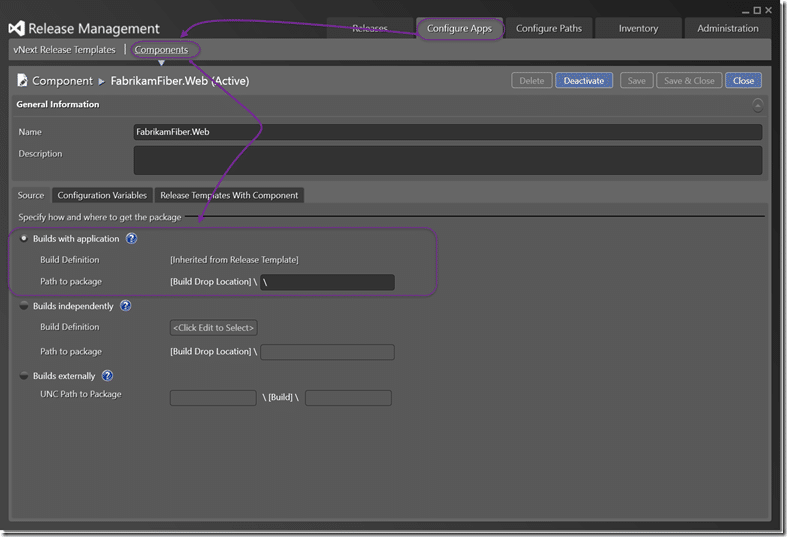 Release Management
Releases
Configure Apps
Configure Paths
Inventory
Administration
vNext Release Templates | Components
Component ▶ FabrikamFiber.Web (Active)
Delete
Deactivate
Save
Save & Close
Close
General Information
Name
FabrikamFiber.Web
Description
Source
Configuration Variables
Release Templates With Component
Specify how and where to get the package
Builds with application ?
Build Definition [Inherited from Release Template]
Path to package [Build Drop Location] \ \
Builds independently ?
Build Definition <Click Edit to Select>
Path to package [Build Drop Location] \
Builds externally ?
UNC Path to Package \ [Build] \